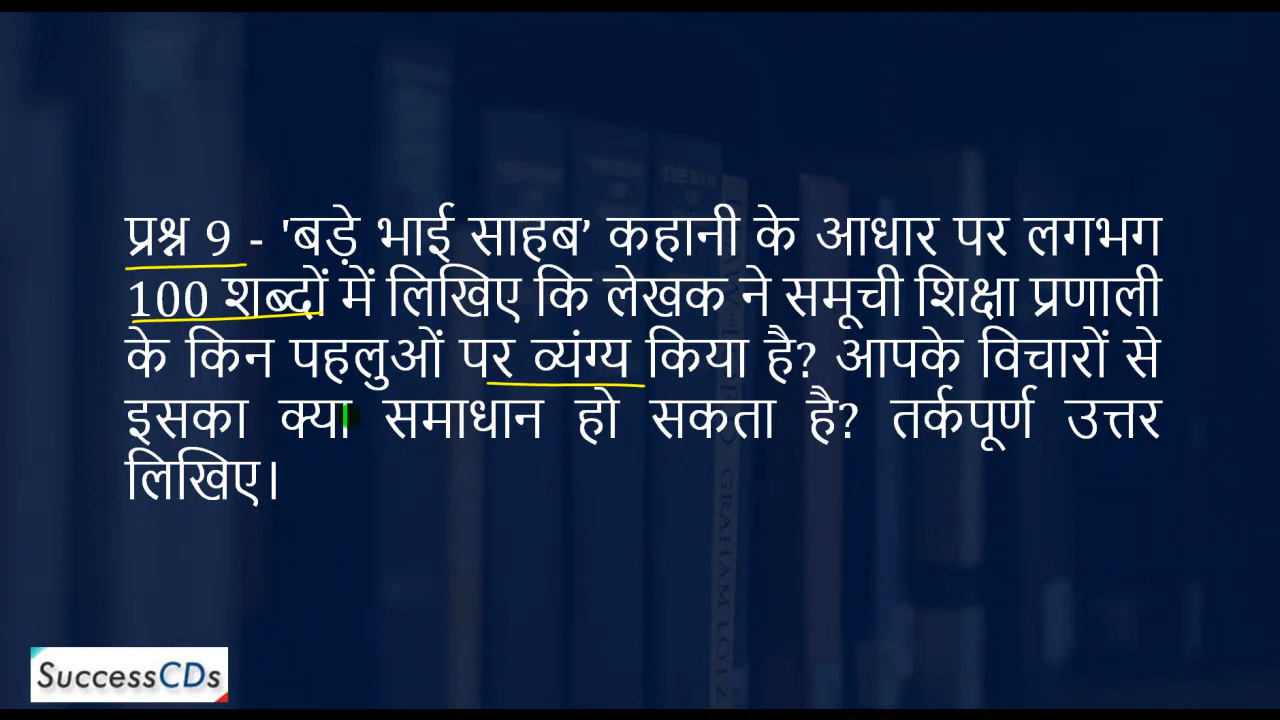 प्रश्न 9 - 'बड़े भाई साहब’ कहानी के आधार पर लगभग
100 शब्दों में लिखिए कि लेखक ने समूची शिक्षा प्रणाली
के किन पहलुओं पर व्यंग्य किया है? आपके विचारों से
इसका क्या समाधान हो सकता है? तर्कपूर्ण उत्तर
लिखिए।
GRAHAM
SuccessCDs